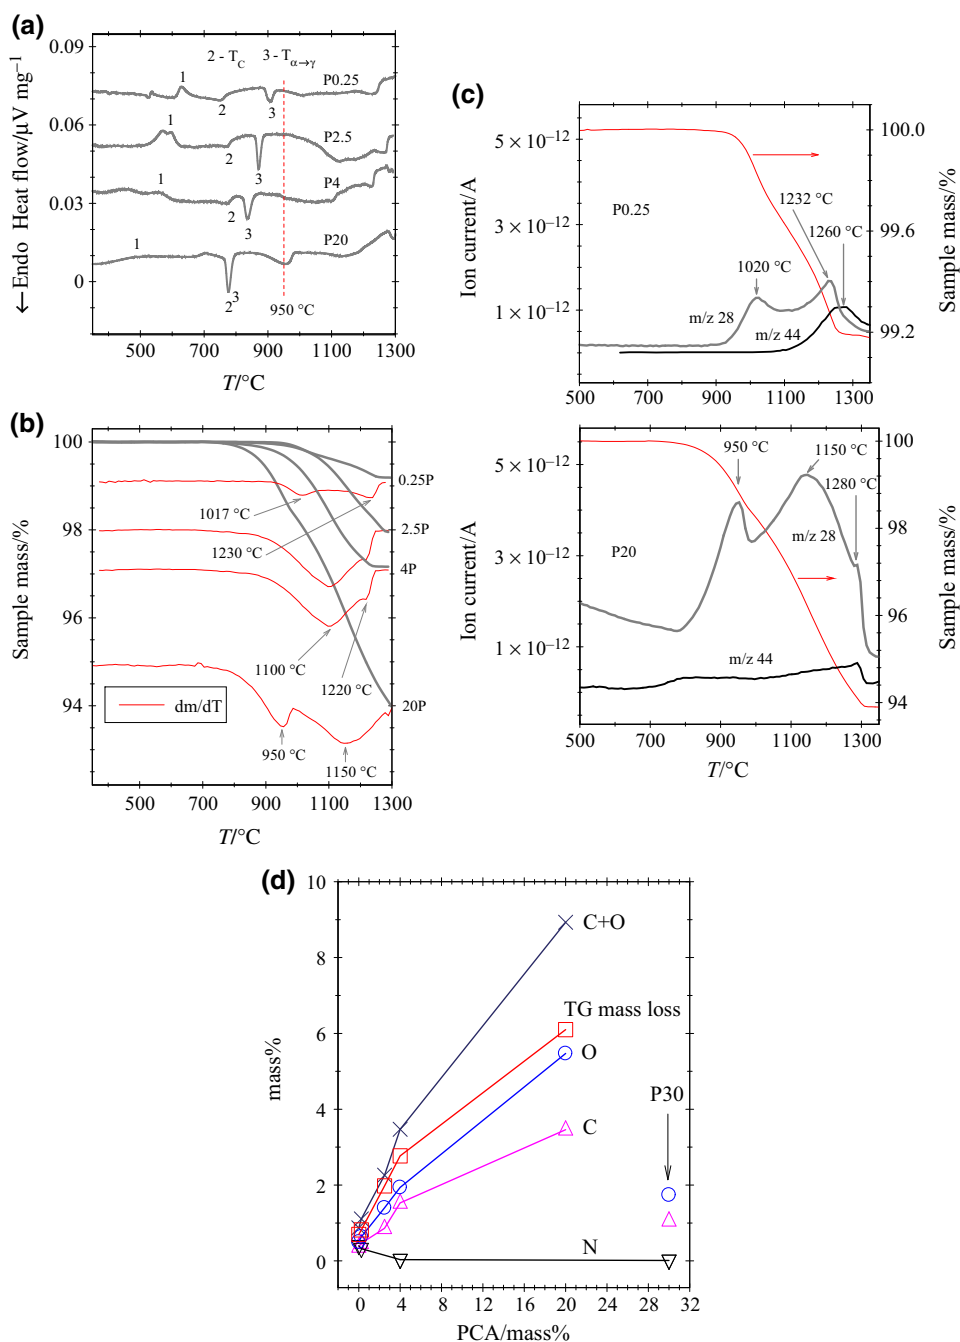 (a)
0.09
0.06
0.03
0
←Endo Heat flow/μV mg⁻¹
2 - T_C 3 - T_α→γ
1 2 3 P0.25
1 2 3 P2.5
1 2 3 P4
1 2 3 P20
950 °C
500 700 900 1100 1300
T/°C
(b)
100
98
96
94
Sample mass/%
0.25P
1017 °C
2.5P
1230 °C
4P
1100 °C
1220 °C
20P
dm/dT
950 °C
1150 °C
500 700 900 1100 1300
T/°C
(c)
5 × 10⁻¹²
3 × 10⁻¹²
1 × 10⁻¹²
Ion current/A
P0.25
1232 °C
1260 °C
1020 °C
m/z 28
m/z 44
100.0
99.6
99.2
Sample mass/%
500 700 900 1100 1300
5 × 10⁻¹²
3 × 10⁻¹²
1 × 10⁻¹²
Ion current/A
P20
950 °C
1150 °C
1280 °C
m/z 28
m/z 44
100
98
96
94
Sample mass/%
500 700 900 1100 1300
T/°C
(d)
10
8
6
4
2
0
mass%
C+O
TG mass loss
O
C
N
P30
0 4 8 12 16 20 24 28 32
PCA/mass%